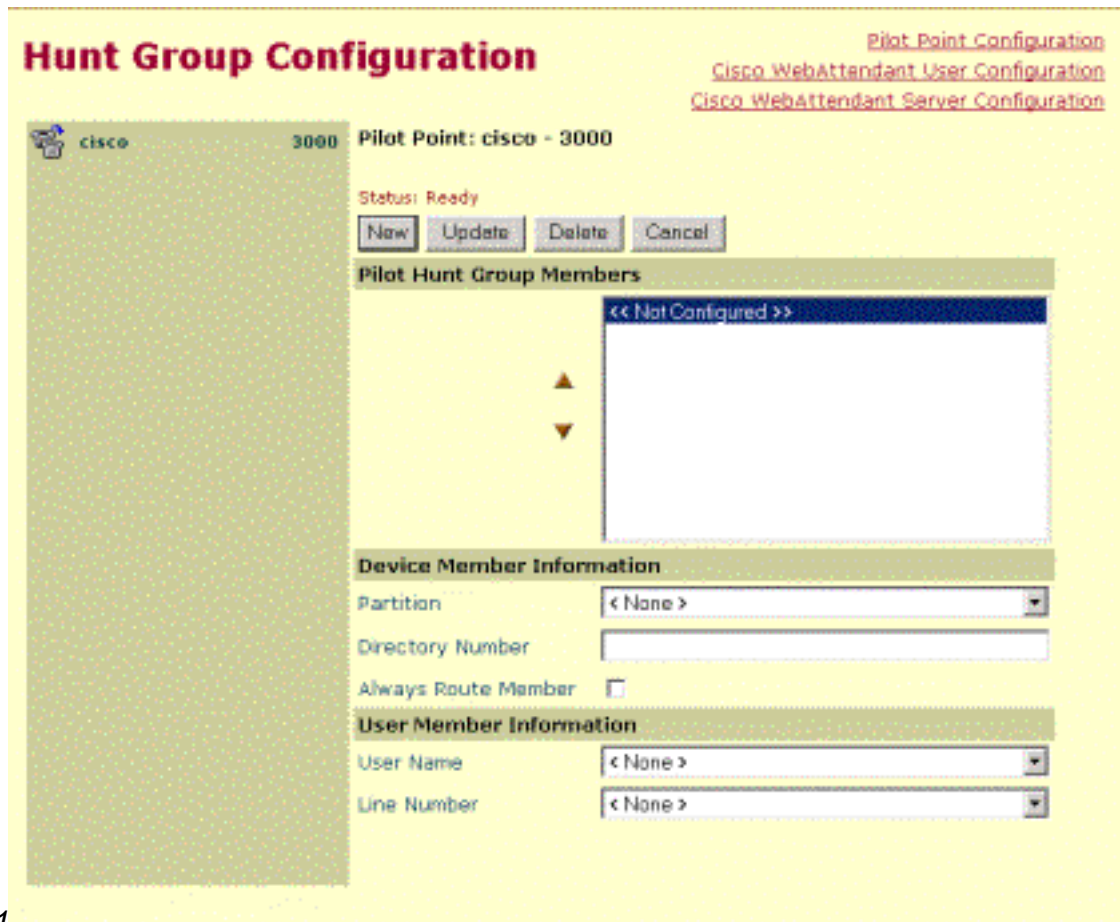 Hunt Group Configuration
Pilot Point Configuration
Cisco WebAttendant User Configuration
Cisco WebAttendant Server Configuration
cisco 3000
Pilot Point: cisco - 3000
Status: Ready
New Update Delete Cancel
Pilot Hunt Group Members
<< Not Configured >>
Device Member Information
Partition < None >
Directory Number
Always Route Member
User Member Information
User Name < None >
Line Number < None >